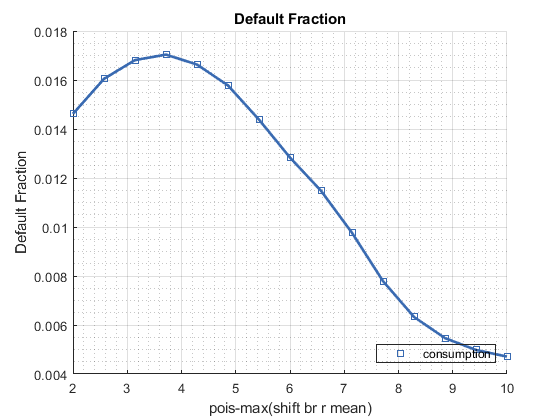 Default Fraction
0.018
0.016
0.014
0.012
0.01
0.008
0.006
0.004
Default Fraction
consumption
2 3 4 5 6 7 8 9 10
pois-max(shift br r mean)